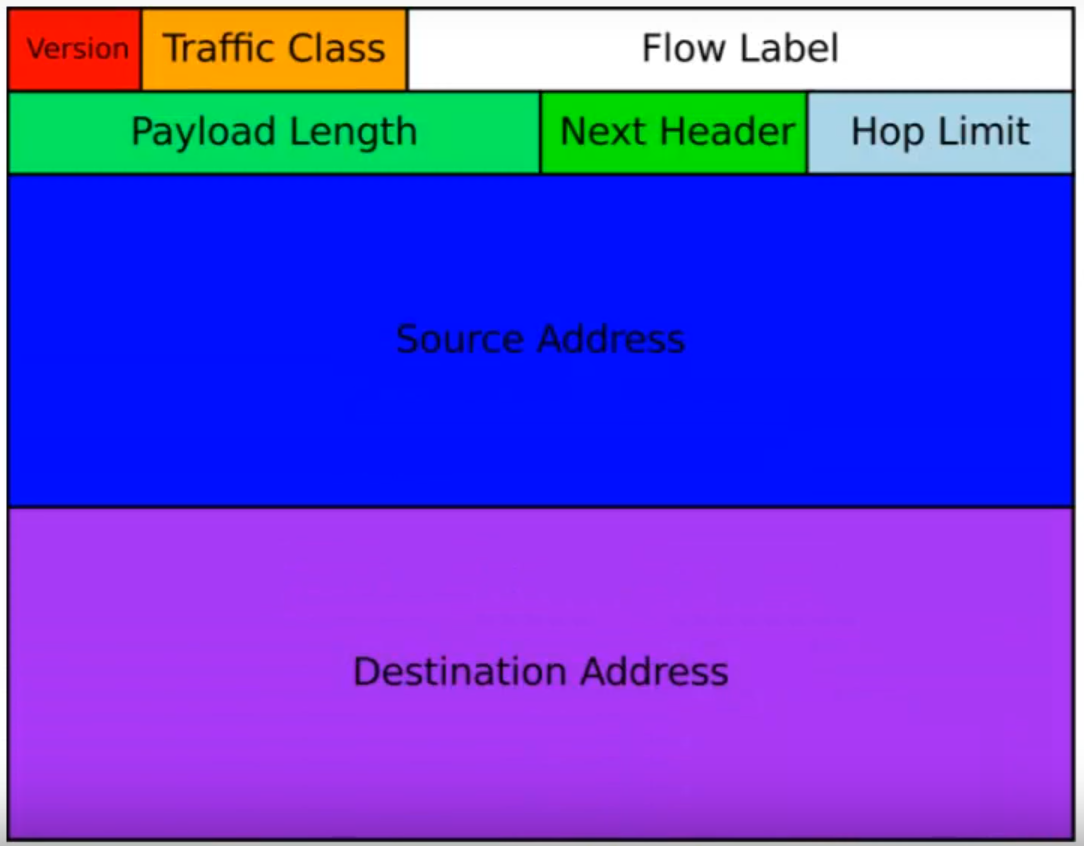 Version
Traffic Class
Flow Label
Payload Length
Next Header
Hop Limit
Source Address
Destination Address